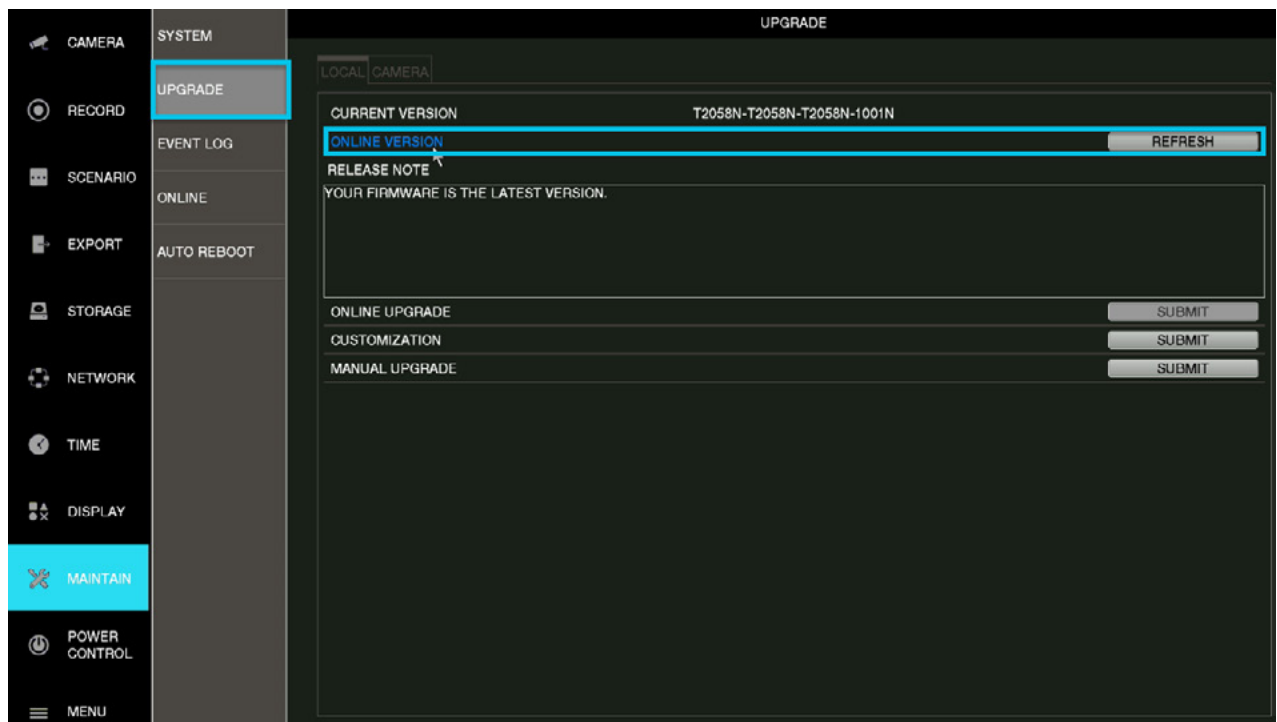 UPGRADE
CAMERA
RECORD
SCENARIO
EXPORT
STORAGE
NETWORK
TIME
DISPLAY
MAINTAIN
POWER
CONTROL
MENU
SYSTEM
UPGRADE
EVENT LOG
ONLINE
AUTO REBOOT
LOCAL CAMERA
CURRENT VERSION T2058N-T2058N-T2058N-1001N
ONLINE VERSION REFRESH
RELEASE NOTE
YOUR FIRMWARE IS THE LATEST VERSION.
ONLINE UPGRADE SUBMIT
CUSTOMIZATION SUBMIT
MANUAL UPGRADE SUBMIT